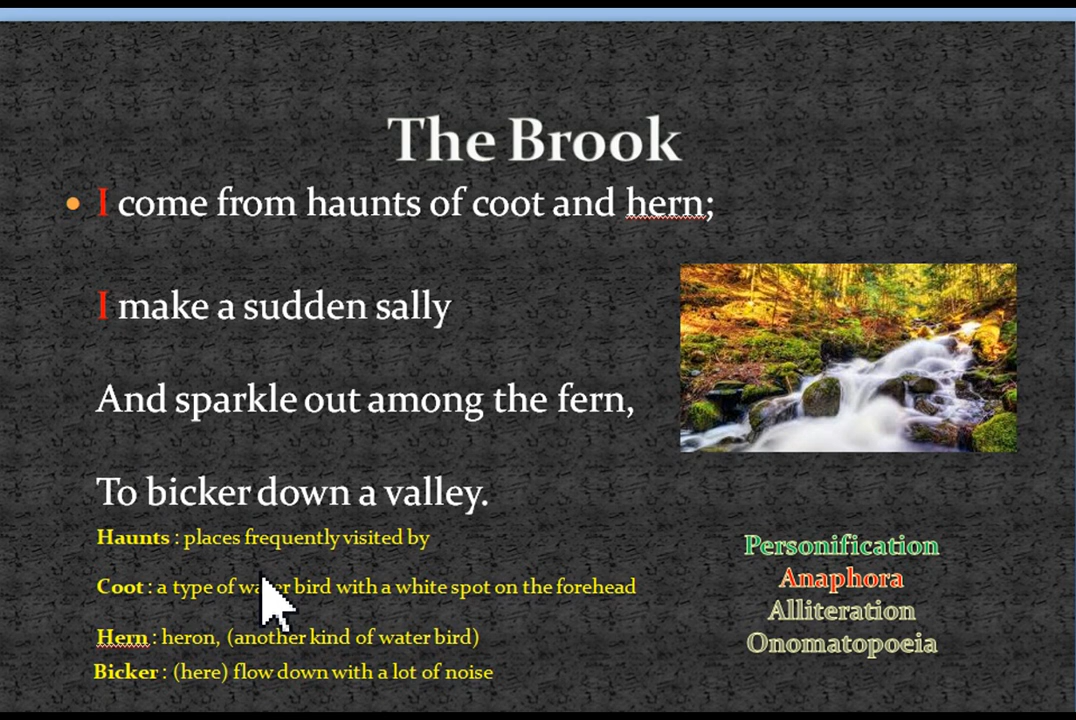 The Brook
I come from haunts of coot and hern;
I make a sudden sally
And sparkle out among the fern,
To bicker down a valley.
Haunts : places frequently visited by
Coot : a type of water bird with a white spot on the forehead
Hern : heron, (another kind of water bird)
Bicker : (here) flow down with a lot of noise
Personification
Anaphora
Alliteration
Onomatopoeia